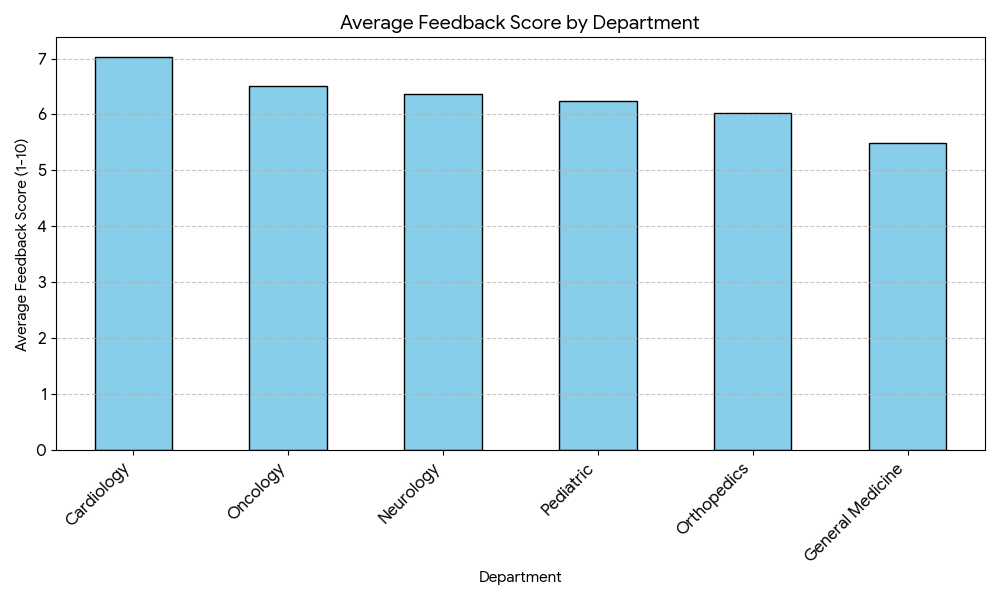 Average Feedback Score by Department
Average Feedback Score (1-10)
7
6
5
4
3
2
1
0
Cardiology
Oncology
Neurology
Pediatric
Orthopedics
General Medicine
Department